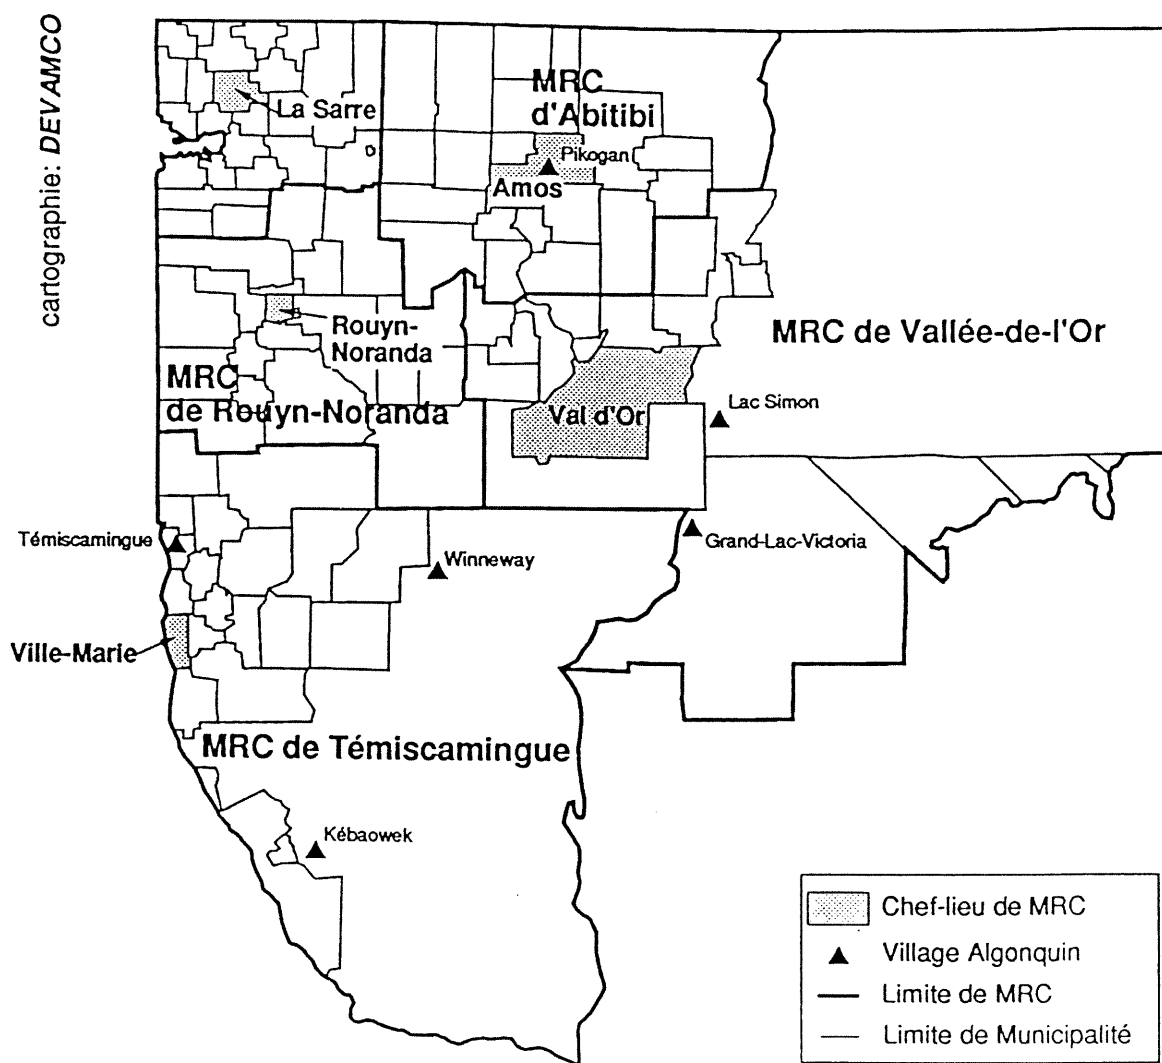 cartographie: DEVAMCO
La Sarre
MRC
d'Abitibi
Pikogan
Amos
Rouyn-
Noranda
MRC
de Rouyn-Noranda
MRC de Vallée-de-l'Or
Val d'Or
Lac Simon
Témiscamingue
Winneway
Grand-Lac-Victoria
Ville-Marie
MRC de Témiscamingue
Kébaowek
Chef-lieu de MRC
Village Algonquin
Limite de MRC
Limite de Municipalité